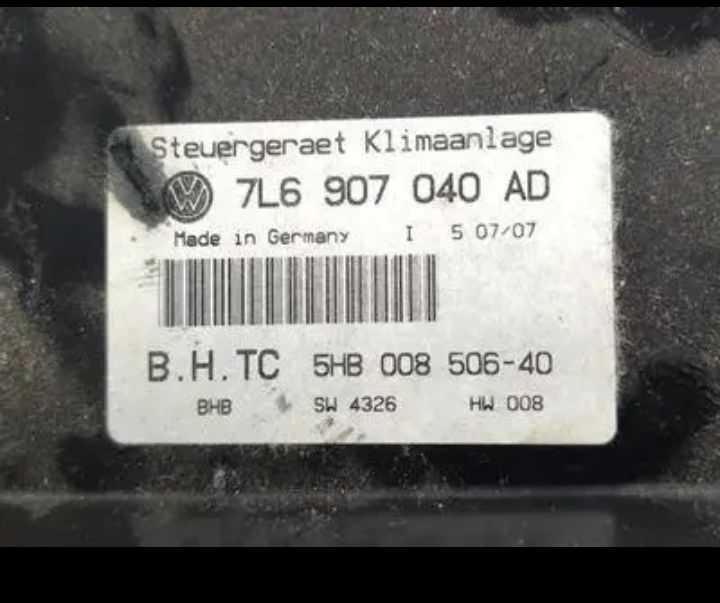 Steuergeraet Klimaanlage
VW 7L6 907 040 AD
Made in Germany I 5 07/07
B.H.TC 5HB 008 506-40
BHB SW 4326 HW 008